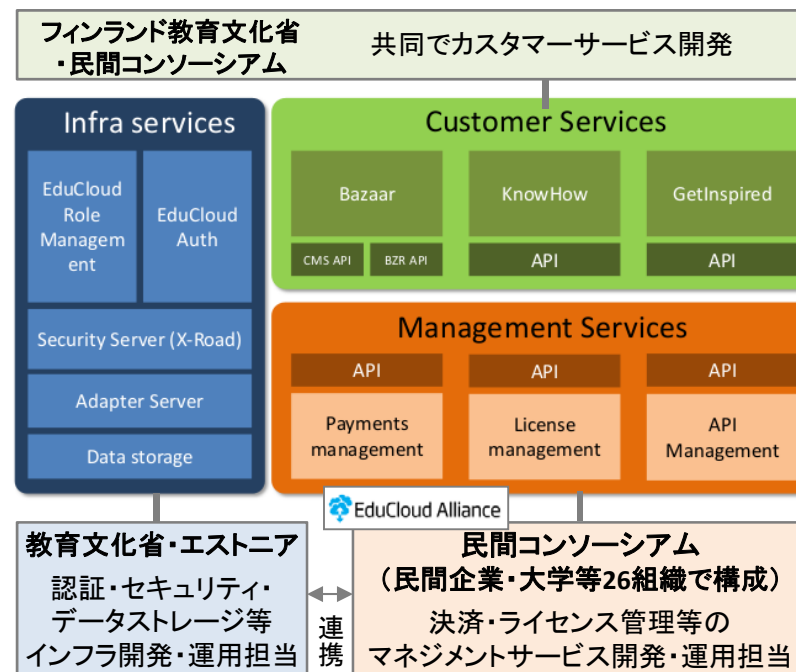 フィンランド教育文化省
・民間コンソーシアム
共同でカスタマーサービス開発
Infra services
EduCloud
Role
Managem
ent
EduCloud
Auth
Security Server (X-Road)
Adapter Server
Data storage
Customer Services
Bazaar
KnowHow
GetInspired
CMS API
BZR API
API
API
Management Services
API
API
API
Payments
management
License
management
API
Management
EduCloud Alliance
教育文化省・エストニア
認証・セキュリティ・
データストレージ等
インフラ開発・運用担当
連携
民間コンソーシアム
（民間企業・大学等26組織で構成）
決済・ライセンス管理等の
マネジメントサービス開発・運用担当